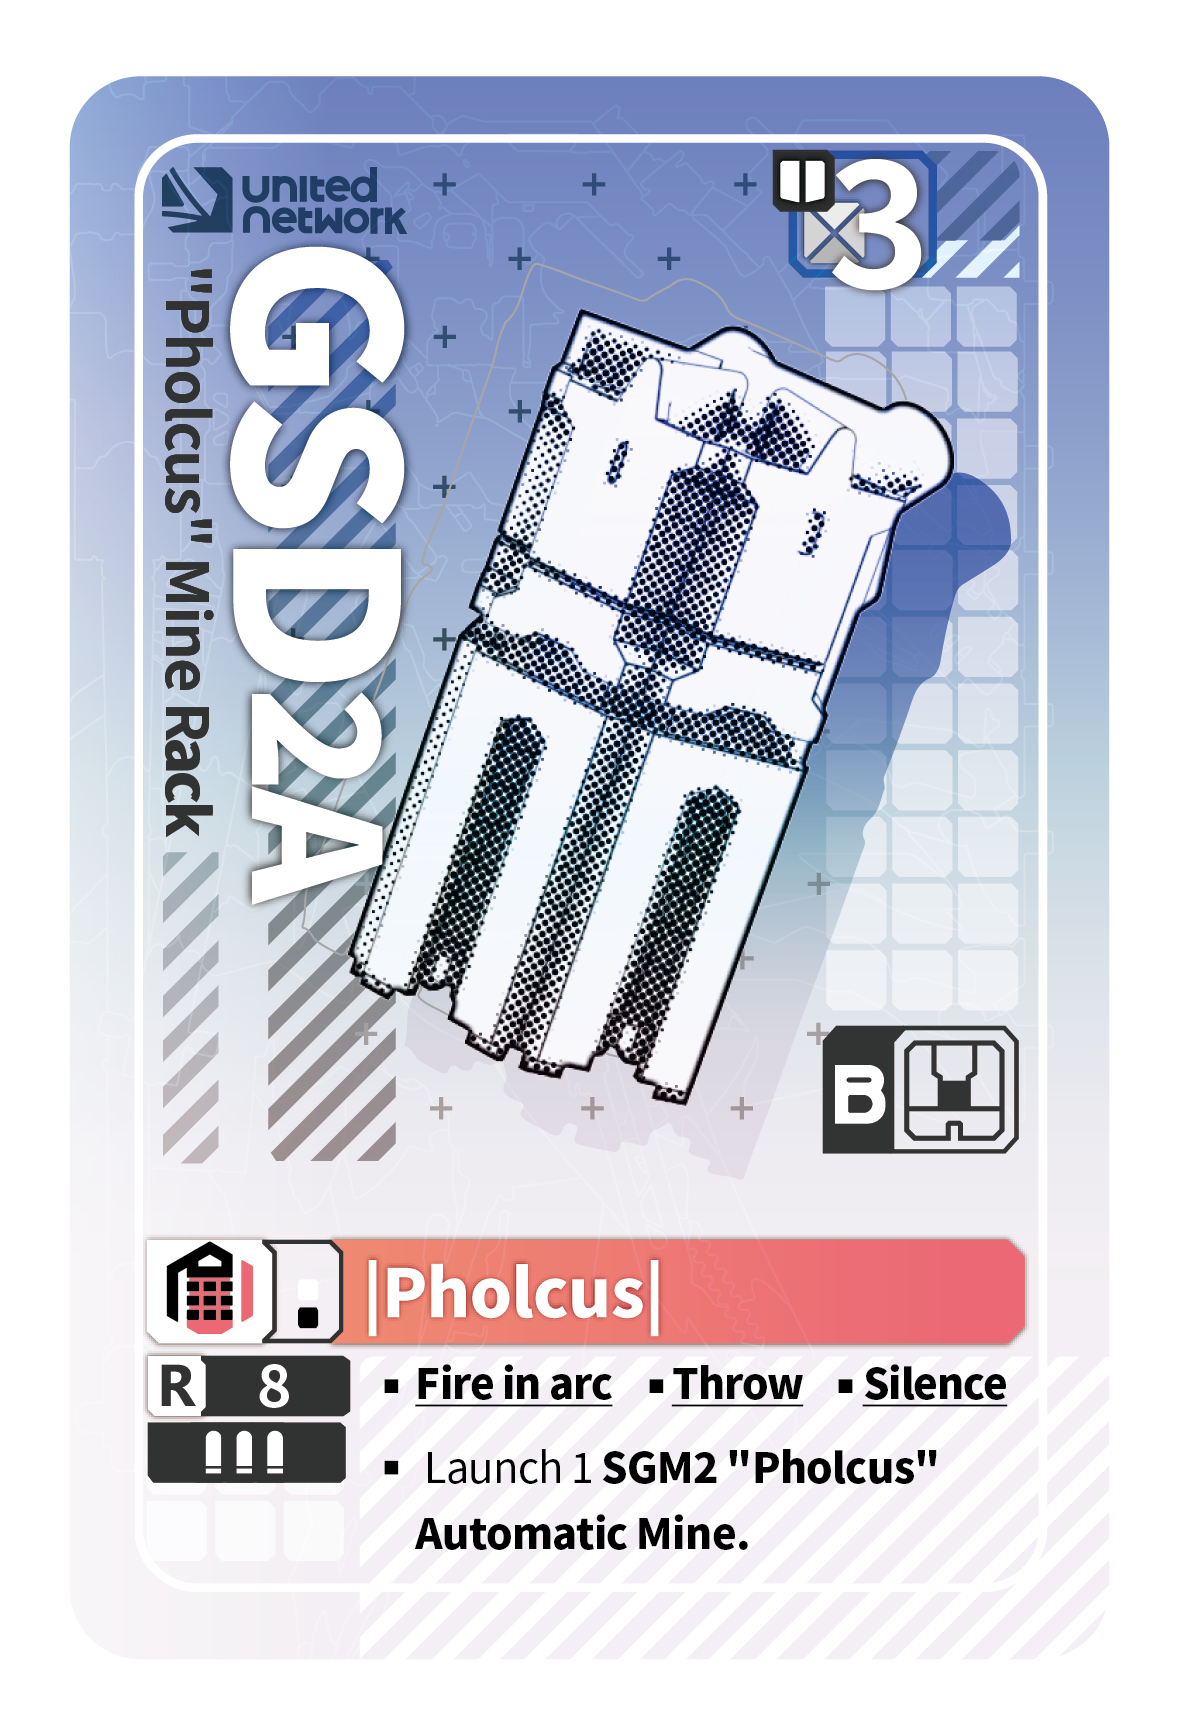 united
network
3
GSD2A
"Pholcus" Mine Rack
B
|Pholcus|
R 8
▪ Fire in arc ▪ Throw ▪ Silence
▪ Launch 1 SGM2 "Pholcus"
Automatic Mine.